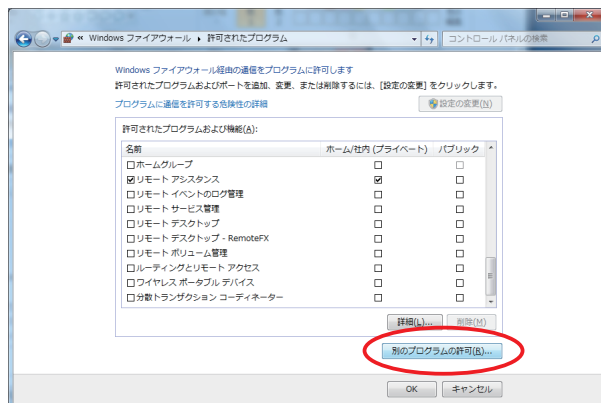 « Windows ファイアウォール ▸ 許可されたプログラム
コントロール パネルの検索
Windows ファイアウォール経由の通信をプログラムに許可します
許可されたプログラムおよびポートを追加、変更、または削除するには、[設定の変更] をクリックします。
プログラムに通信を許可する危険性の詳細
設定の変更(N)
許可されたプログラムおよび機能(A):
名前 ホーム/社内 (プライベート) パブリック
ホームグループ
リモート アシスタンス
リモート イベントのログ管理
リモート サービス管理
リモート デスクトップ
リモート デスクトップ - RemoteFX
リモート ボリューム管理
ルーティングとリモート アクセス
ワイヤレス ポータブル デバイス
分散トランザクション コーディネーター
詳細(L)... 削除(M)
別のプログラムの許可(R)...
OK キャンセル